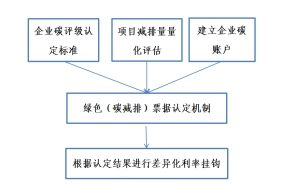 企业碳评级认
定标准
项目减排量量
化评估
建立企业碳
账户
绿色（碳减排）票据认定机制
根据认定结果进行差异化利率挂钩